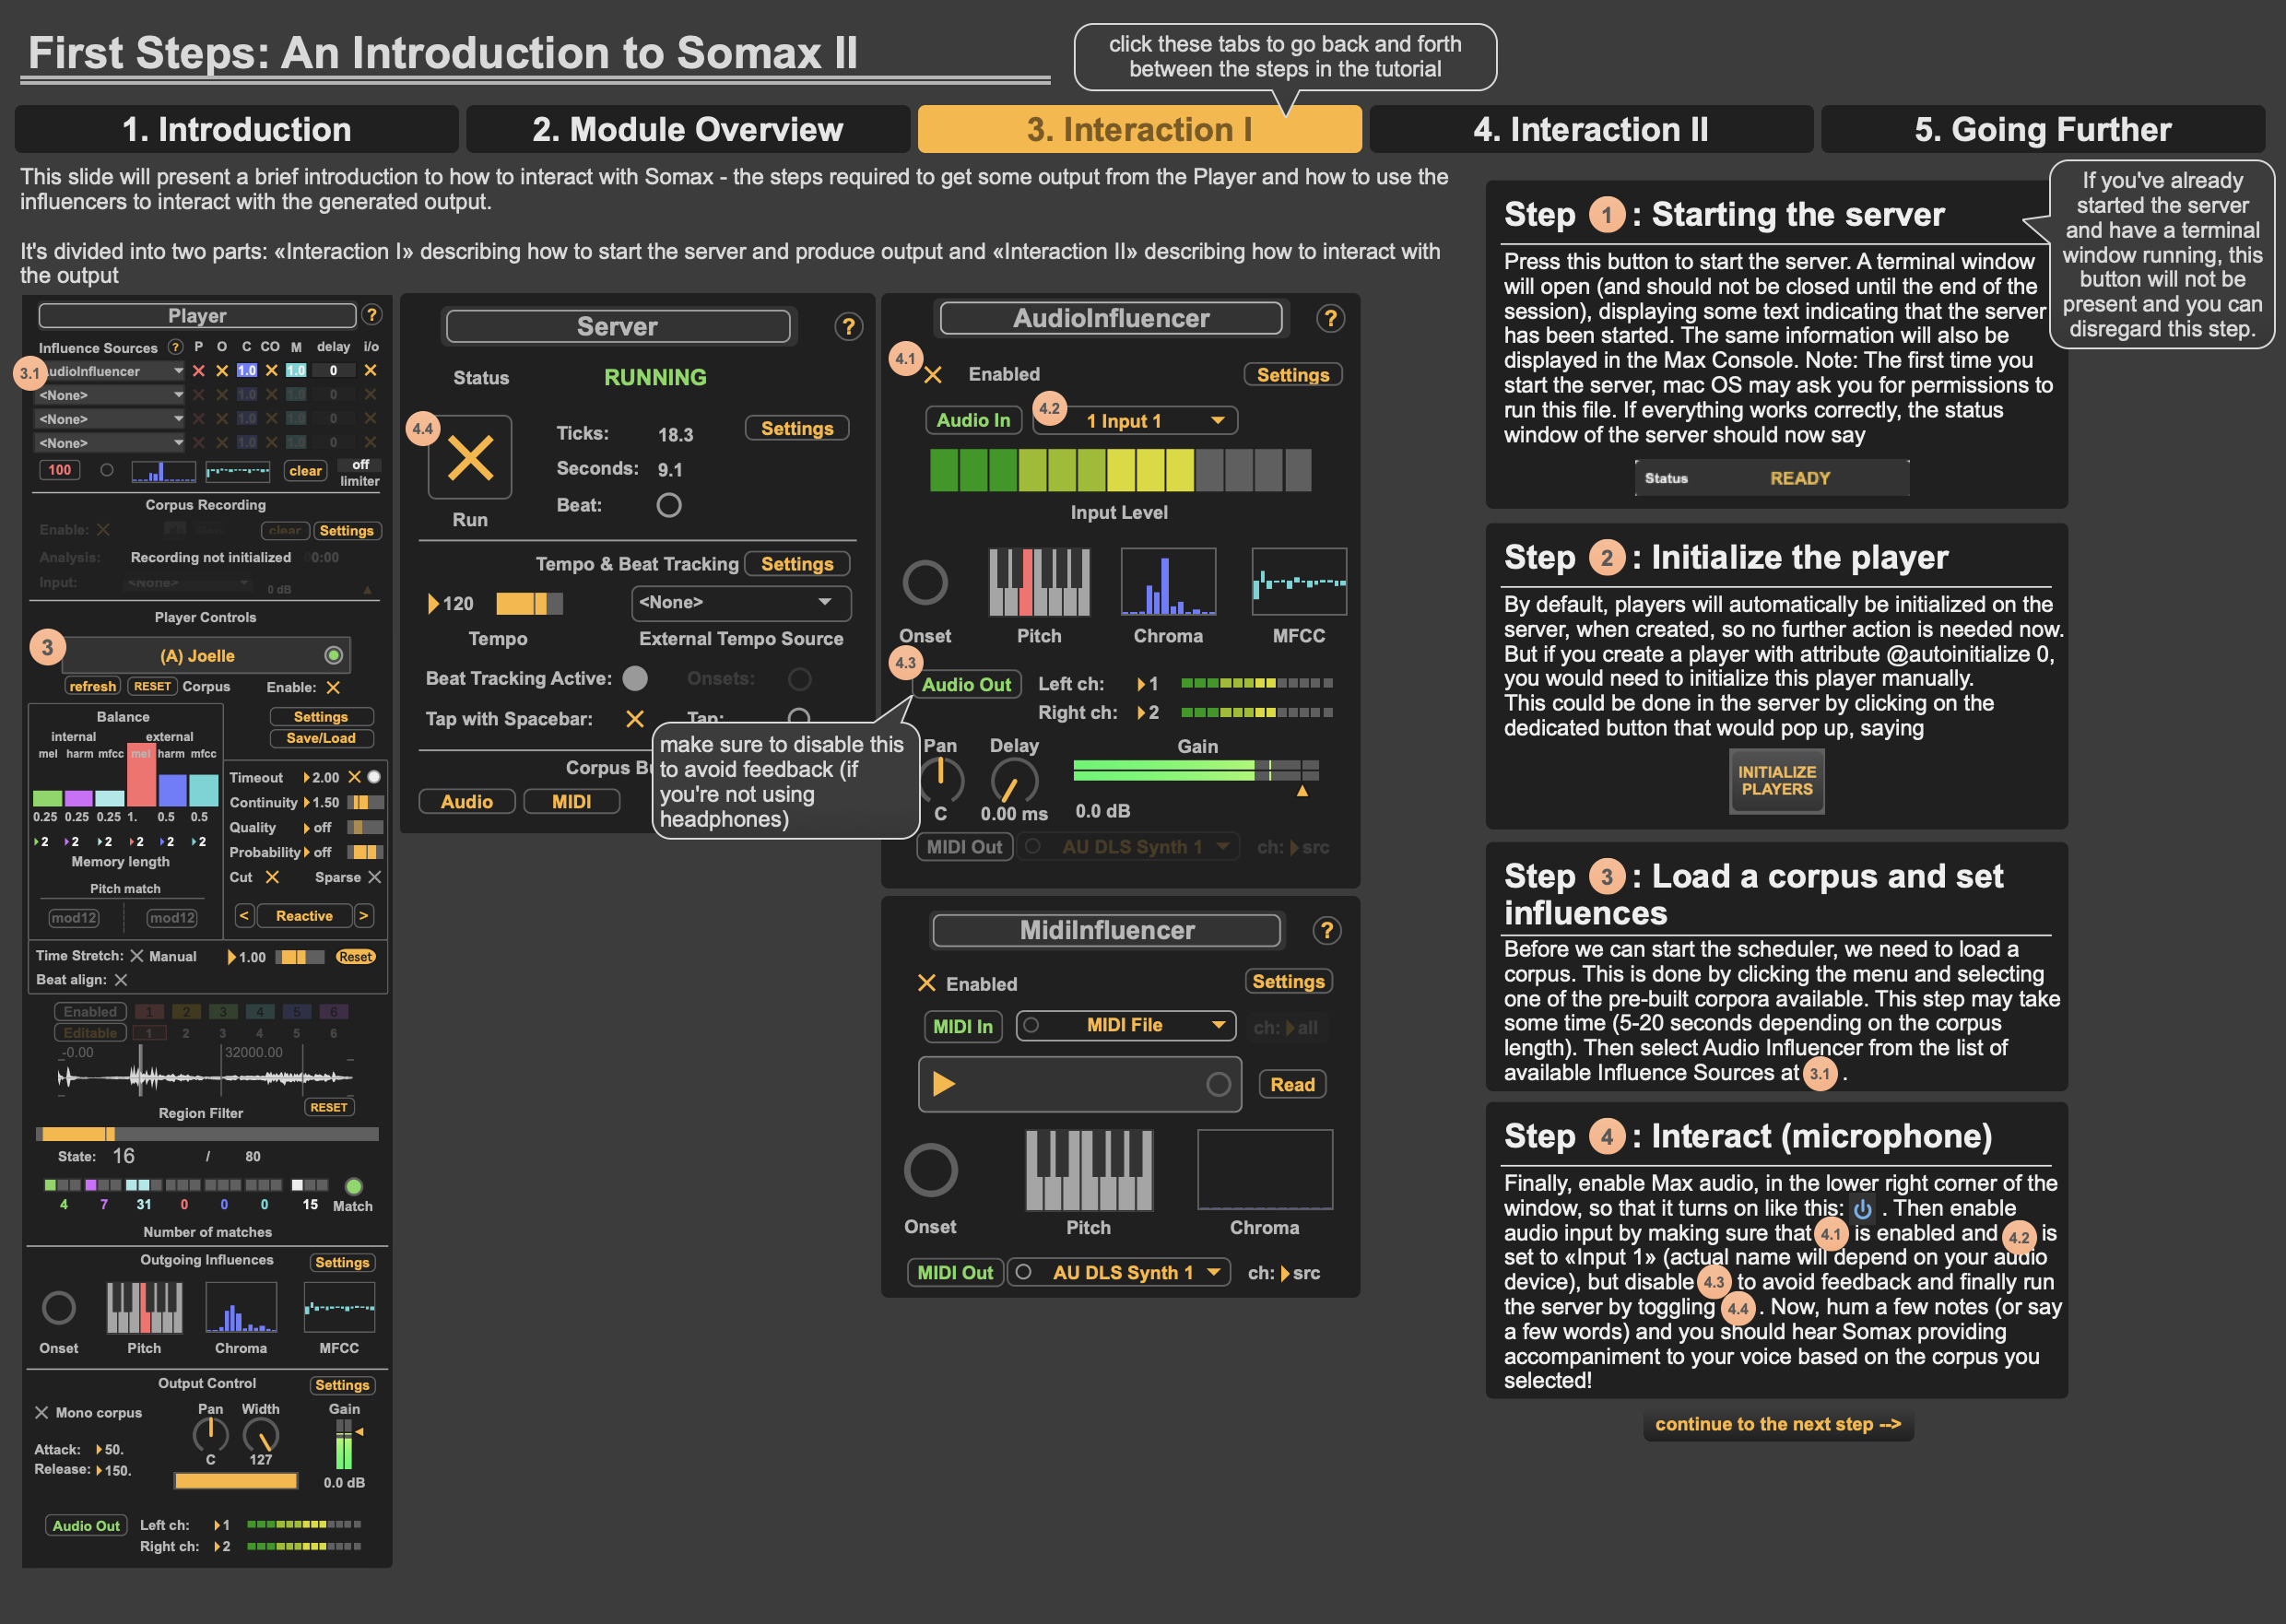 First Steps: An Introduction to Somax II
click these tabs to go back and forth
between the steps in the tutorial
1. Introduction
2. Module Overview
3. Interaction I
4. Interaction II
5. Going Further
This slide will present a brief introduction to how to interact with Somax - the steps required to get some output from the Player and how to use the
influencers to interact with the generated output.
It's divided into two parts: «Interaction I» describing how to start the server and produce output and «Interaction II» describing how to interact with
the output
Player ?
Influence Sources ? P O C CO M delay i/o
3.1 udioInfluencer 1.0 1.0 0
<None> 1.0 1.0 0
<None> 1.0 1.0 0
<None> 1.0 1.0 0
100 clear off
limiter
Corpus Recording
Enable: clear Settings
Analysis: Recording not initialized 0:00
Input: <None> 0 dB
Player Controls
3 (A) Joelle
refresh RESET Corpus Enable:
Balance
internal external
mel harm mfcc mel harm mfcc
0.25 0.25 0.25 1. 0.5 0.5
2 2 2 2 2 2
Memory length
Pitch match
mod12 mod12
Settings
Save/Load
Timeout 2.00
Continuity 1.50
Quality off
Probability off
Cut Sparse
< Reactive >
Time Stretch: Manual 1.00 Reset
Beat align:
Enabled 1 2 3 4 5 6
Editable 1 2 3 4 5 6
-0.00 32000.00
Region Filter RESET
State: 16 / 80
4 7 31 0 0 0 15 Match
Number of matches
Outgoing Influences Settings
Onset Pitch Chroma MFCC
Output Control Settings
Mono corpus Pan Width Gain
Attack: 50.
Release: 150.
C 127
0.0 dB
Audio Out Left ch: 1
Right ch: 2
Server ?
Status RUNNING
4.4
Run
Ticks: 18.3 Settings
Seconds: 9.1
Beat:
Tempo & Beat Tracking Settings
120 <None>
Tempo External Tempo Source
Beat Tracking Active: Onsets:
Tap with Spacebar: Tap:
Corpus Bu
Audio MIDI
make sure to disable this
to avoid feedback (if
you're not using
headphones)
AudioInfluencer ?
4.1 Enabled Settings
Audio In 4.2 1 Input 1
Input Level
Onset Pitch Chroma MFCC
4.3
Audio Out Left ch: 1
Right ch: 2
Pan Delay Gain
C 0.00 ms 0.0 dB
MIDI Out AU DLS Synth 1 ch: src
MidiInfluencer ?
Enabled Settings
MIDI In MIDI File ch: all
Read
Onset Pitch Chroma
MIDI Out AU DLS Synth 1 ch: src
Step 1 : Starting the server
Press this button to start the server. A terminal window
will open (and should not be closed until the end of the
session), displaying some text indicating that the server
has been started. The same information will also be
displayed in the Max Console. Note: The first time you
start the server, mac OS may ask you for permissions to
run this file. If everything works correctly, the status
window of the server should now say
Status READY
If you've already
started the server
and have a terminal
window running, this
button will not be
present and you can
disregard this step.
Step 2 : Initialize the player
By default, players will automatically be initialized on the
server, when created, so no further action is needed now.
But if you create a player with attribute @autoinitialize 0,
you would need to initialize this player manually.
This could be done in the server by clicking on the
dedicated button that would pop up, saying
INITIALIZE
PLAYERS
Step 3 : Load a corpus and set
influences
Before we can start the scheduler, we need to load a
corpus. This is done by clicking the menu and selecting
one of the pre-built corpora available. This step may take
some time (5-20 seconds depending on the corpus
length). Then select Audio Influencer from the list of
available Influence Sources at 3.1 .
Step 4 : Interact (microphone)
Finally, enable Max audio, in the lower right corner of the
window, so that it turns on like this: . Then enable
audio input by making sure that 4.1 is enabled and 4.2 is
set to «Input 1» (actual name will depend on your audio
device), but disable 4.3 to avoid feedback and finally run
the server by toggling 4.4 . Now, hum a few notes (or say
a few words) and you should hear Somax providing
accompaniment to your voice based on the corpus you
selected!
continue to the next step -->